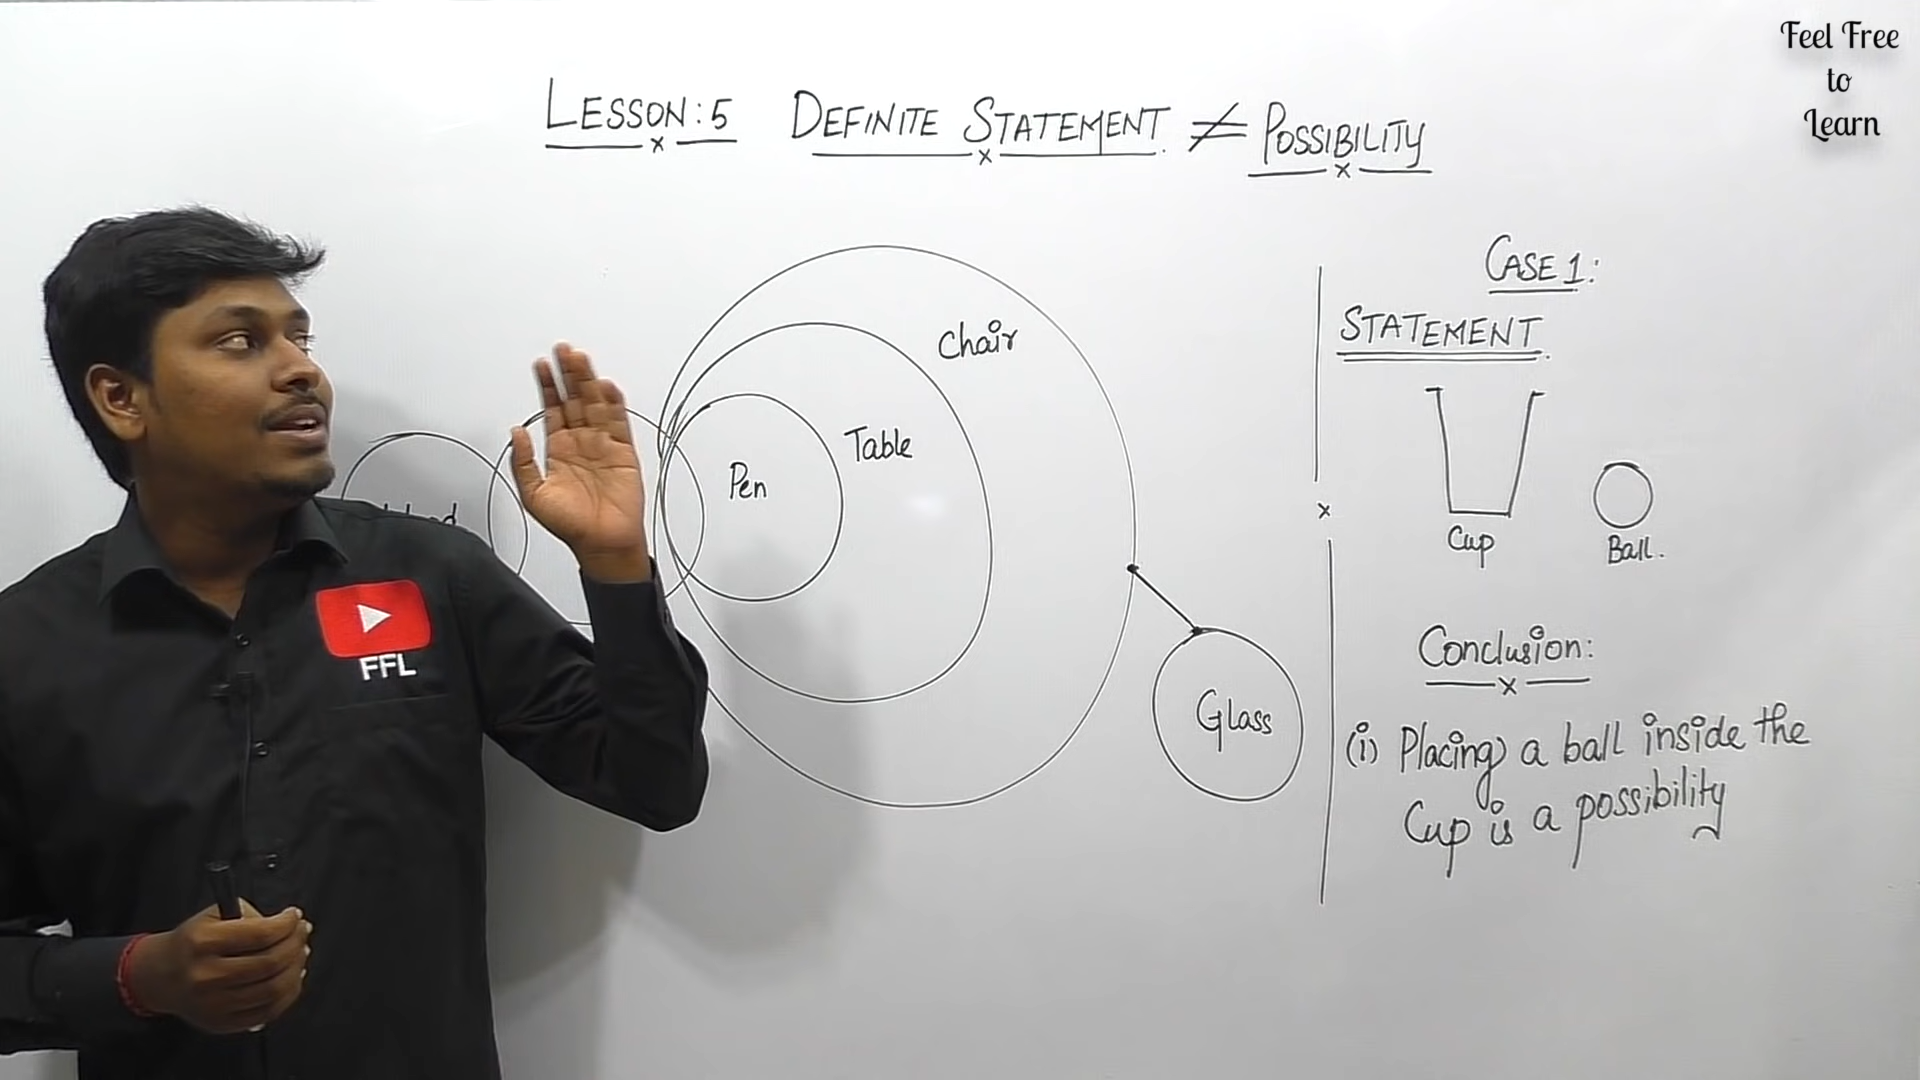 Feel Free
to
Learn
LESSON: 5 DEFINITE STATEMENT ≠ POSSIBILITY
CASE 1:
STATEMENT
Chair
Table
Pen
Cup
Ball.
FFL
Glass
Conclusion:
(i) Placing a ball inside the
Cup is a possibility